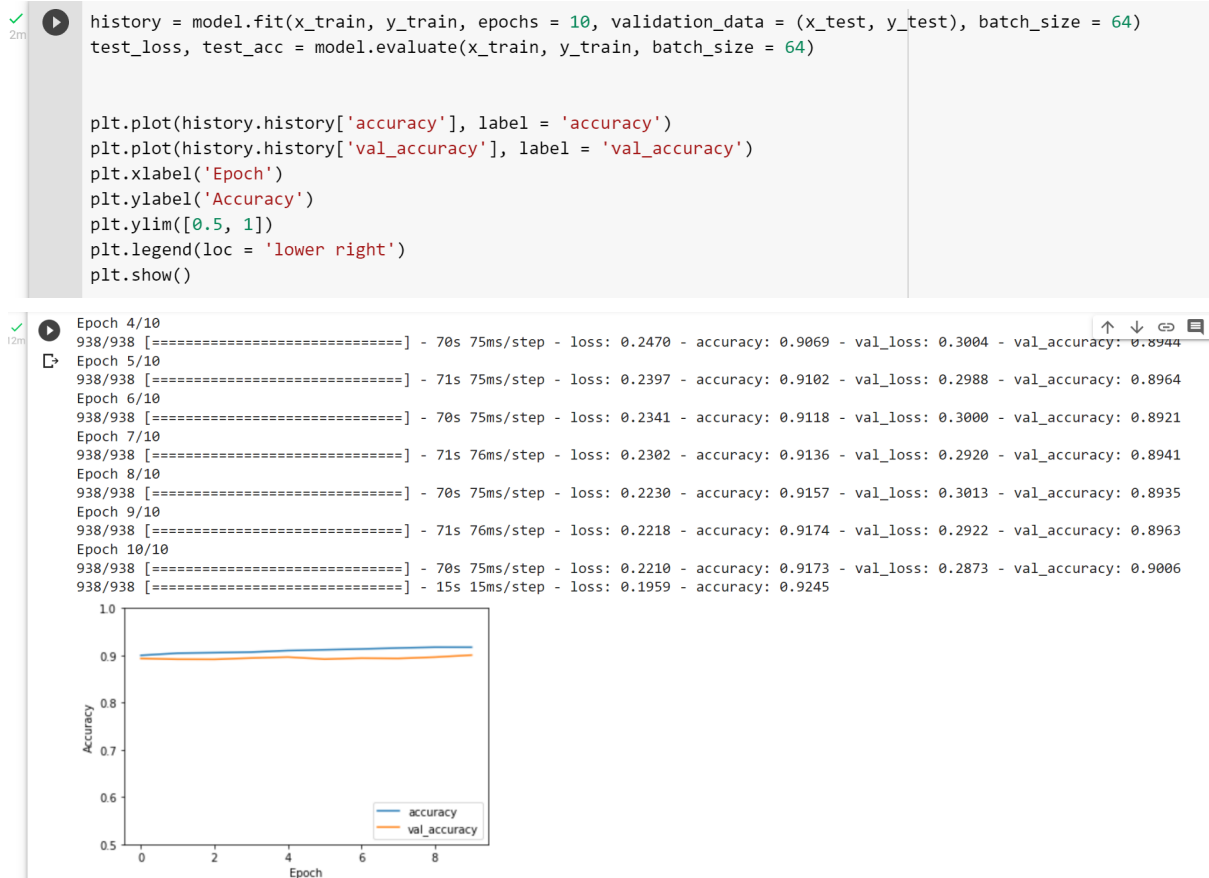 2m
history = model.fit(x_train, y_train, epochs = 10, validation_data = (x_test, y_test), batch_size = 64)
test_loss, test_acc = model.evaluate(x_train, y_train, batch_size = 64)
plt.plot(history.history['accuracy'], label = 'accuracy')
plt.plot(history.history['val_accuracy'], label = 'val_accuracy')
plt.xlabel('Epoch')
plt.ylabel('Accuracy')
plt.ylim([0.5, 1])
plt.legend(loc = 'lower right')
plt.show()
12m
Epoch 4/10
938/938 [==============================] - 70s 75ms/step - loss: 0.2470 - accuracy: 0.9069 - val_loss: 0.3004 - val_accuracy: 0.8944
Epoch 5/10
938/938 [==============================] - 71s 75ms/step - loss: 0.2397 - accuracy: 0.9102 - val_loss: 0.2988 - val_accuracy: 0.8964
Epoch 6/10
938/938 [==============================] - 70s 75ms/step - loss: 0.2341 - accuracy: 0.9118 - val_loss: 0.3000 - val_accuracy: 0.8921
Epoch 7/10
938/938 [==============================] - 71s 76ms/step - loss: 0.2302 - accuracy: 0.9136 - val_loss: 0.2920 - val_accuracy: 0.8941
Epoch 8/10
938/938 [==============================] - 70s 75ms/step - loss: 0.2230 - accuracy: 0.9157 - val_loss: 0.3013 - val_accuracy: 0.8935
Epoch 9/10
938/938 [==============================] - 71s 76ms/step - loss: 0.2218 - accuracy: 0.9174 - val_loss: 0.2922 - val_accuracy: 0.8963
Epoch 10/10
938/938 [==============================] - 70s 75ms/step - loss: 0.2210 - accuracy: 0.9173 - val_loss: 0.2873 - val_accuracy: 0.9006
938/938 [==============================] - 15s 15ms/step - loss: 0.1959 - accuracy: 0.9245
1.0
0.9
0.8
0.7
0.6
0.5
Accuracy
accuracy
val_accuracy
0 2 4 6 8
Epoch